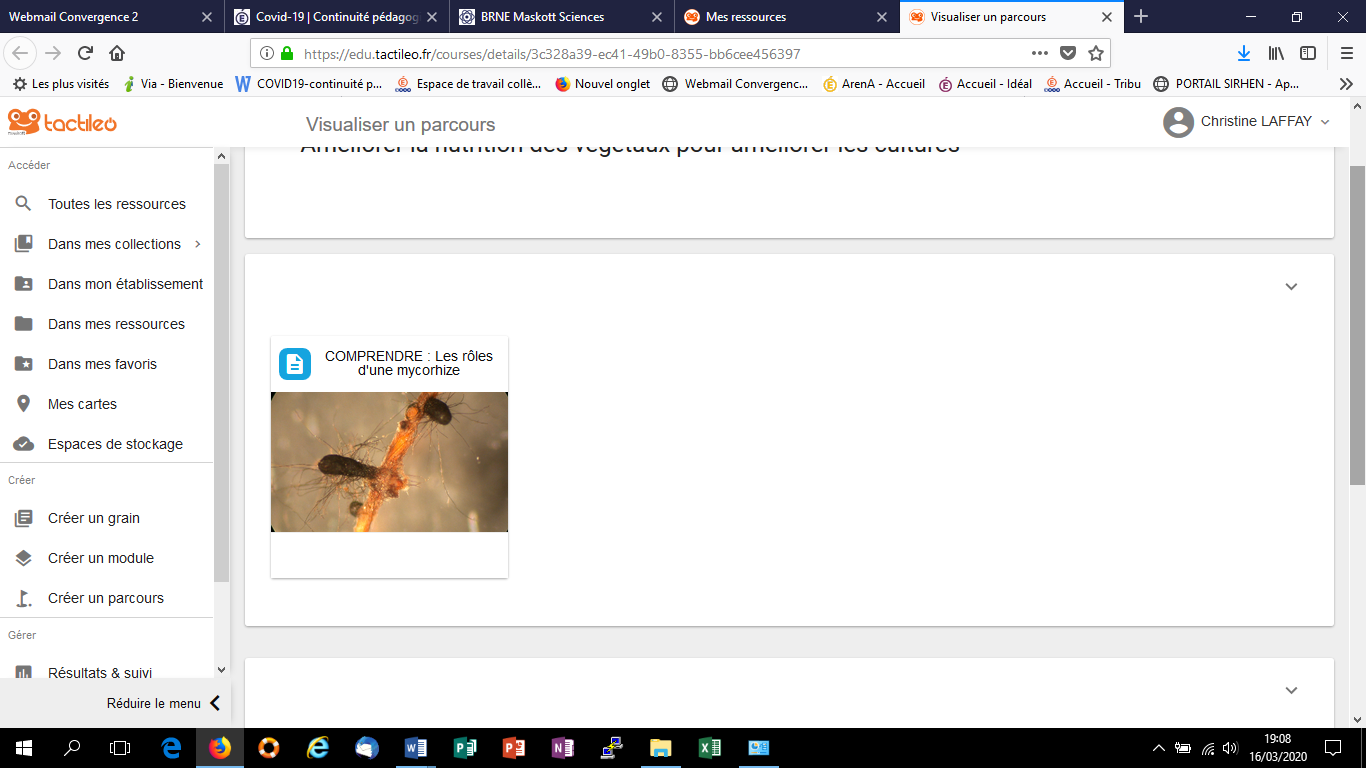 Webmail Convergence 2
Covid-19 | Continuité pédagog
BRNE Maskott Sciences
Mes ressources
Visualiser un parcours
https://edu.tactileo.fr/courses/details/3c328a39-ec41-49b0-8355-bb6cee456397
Les plus visités
Via - Bienvenue
COVID19-continuité p...
Espace de travail collè...
Nouvel onglet
Webmail Convergenc...
ArenA - Accueil
Accueil - Idéal
Accueil - Tribu
PORTAIL SIRHEN - Ap...
tactileo
Visualiser un parcours
Christine LAFFAY
Améliorer la nutrition des végétaux pour améliorer les cultures
Accéder
Toutes les ressources
Dans mes collections
Dans mon établissement
Dans mes ressources
Dans mes favoris
Mes cartes
Espaces de stockage
Créer
Créer un grain
Créer un module
Créer un parcours
Gérer
Résultats & suivi
Réduire le menu
COMPRENDRE : Les rôles
d'une mycorhize
19:08
16/03/2020